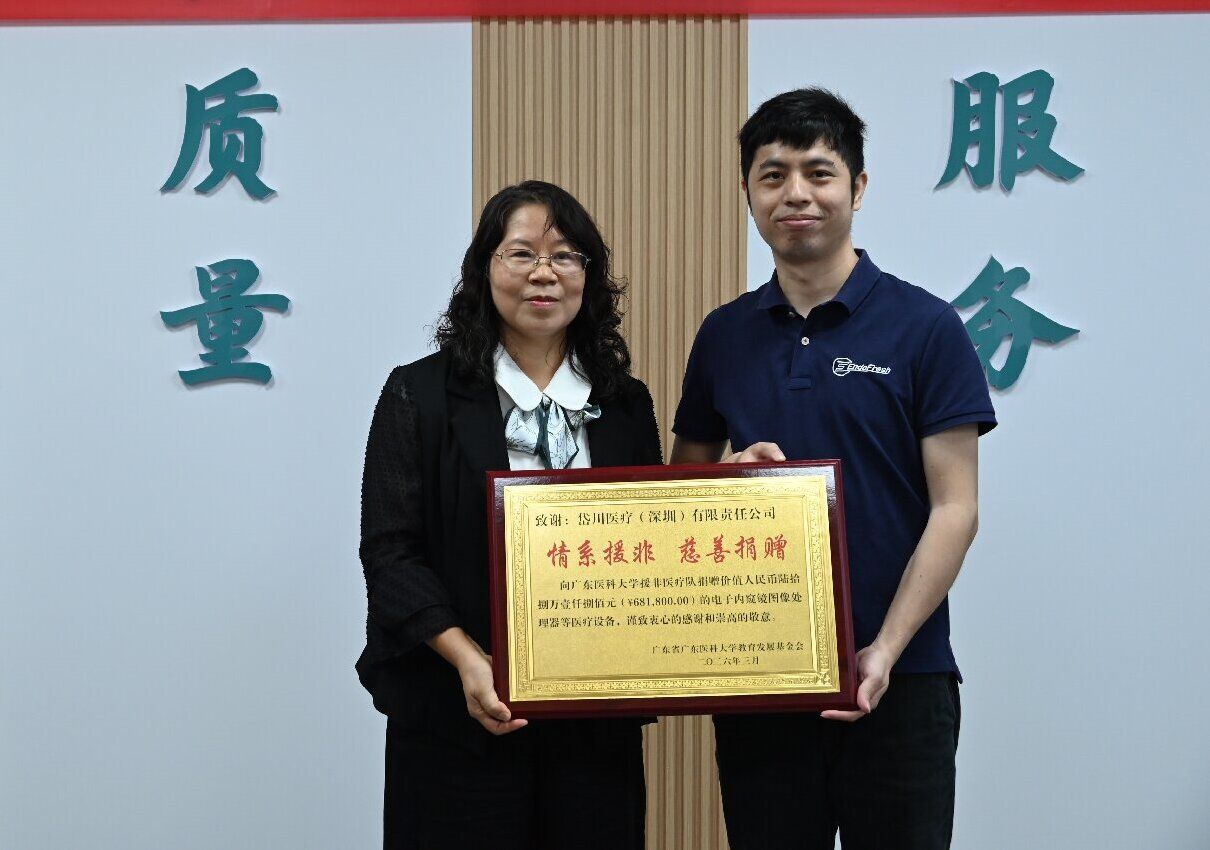 质量
服务
EndoFresh
致谢：岱川医疗（深圳）有限责任公司
情系援非 慈善捐赠
向广东医科大学援非医疗队捐赠价值人民币陆拾
捌万壹仟捌佰元（¥681,800.00）的电子内窥镜图像处
理器等医疗设备，谨致衷心的感谢和崇高的敬意。
广东省广东医科大学教育发展基金会
二〇二六年三月